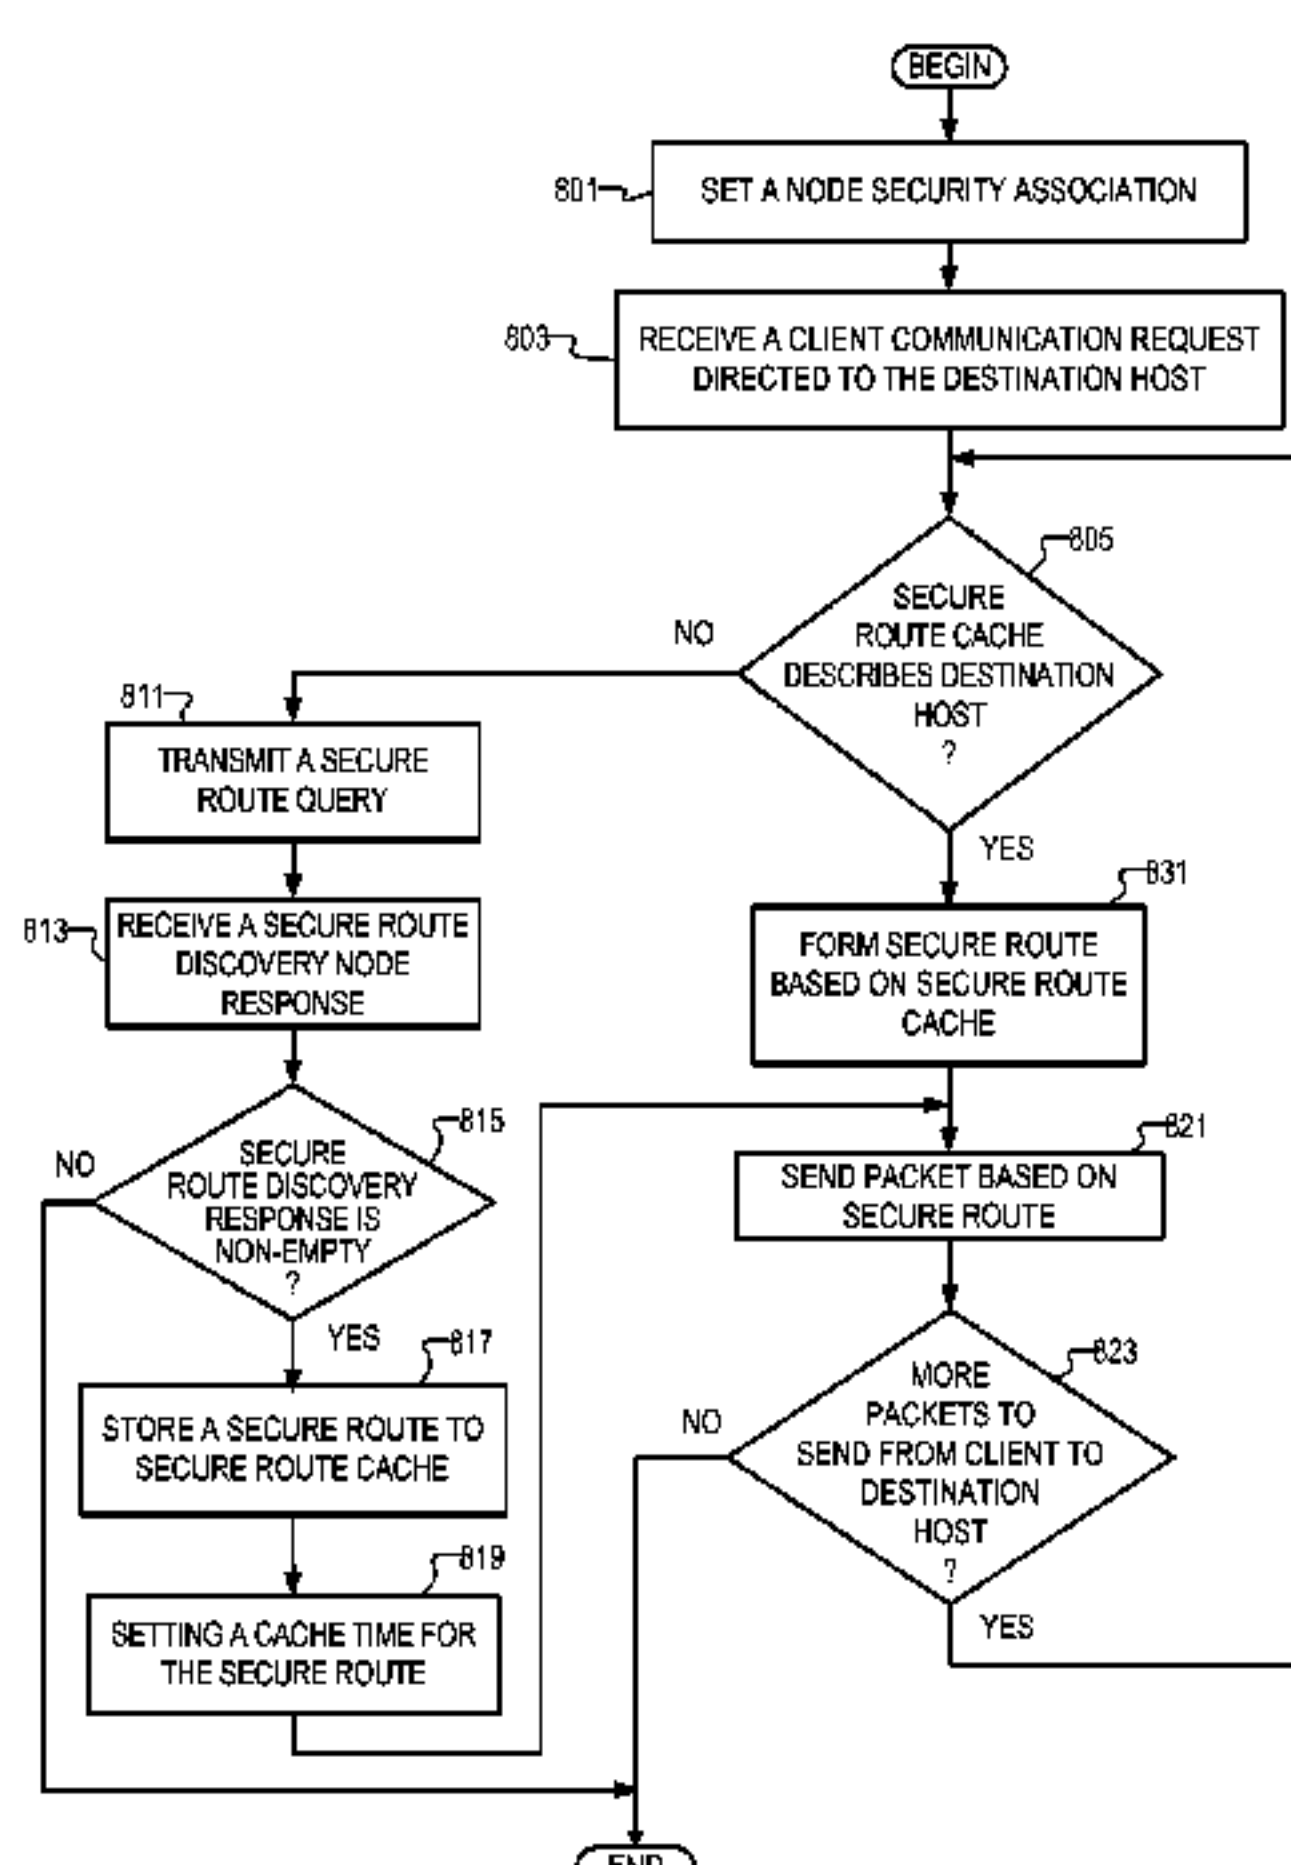 BEGIN
801
SET A NODE SECURITY ASSOCIATION
803
RECEIVE A CLIENT COMMUNICATION REQUEST
DIRECTED TO THE DESTINATION HOST
805
SECURE
ROUTE CACHE
DESCRIBES DESTINATION
HOST
?
NO
YES
811
TRANSMIT A SECURE
ROUTE QUERY
813
RECEIVE A SECURE ROUTE
DISCOVERY NODE
RESPONSE
815
SECURE
ROUTE DISCOVERY
RESPONSE IS
NON-EMPTY
?
NO
YES
817
STORE A SECURE ROUTE TO
SECURE ROUTE CACHE
819
SETTING A CACHE TIME FOR
THE SECURE ROUTE
831
FORM SECURE ROUTE
BASED ON SECURE ROUTE
CACHE
821
SEND PACKET BASED ON
SECURE ROUTE
823
MORE
PACKETS TO
SEND FROM CLIENT TO
DESTINATION
HOST
?
NO
YES
END